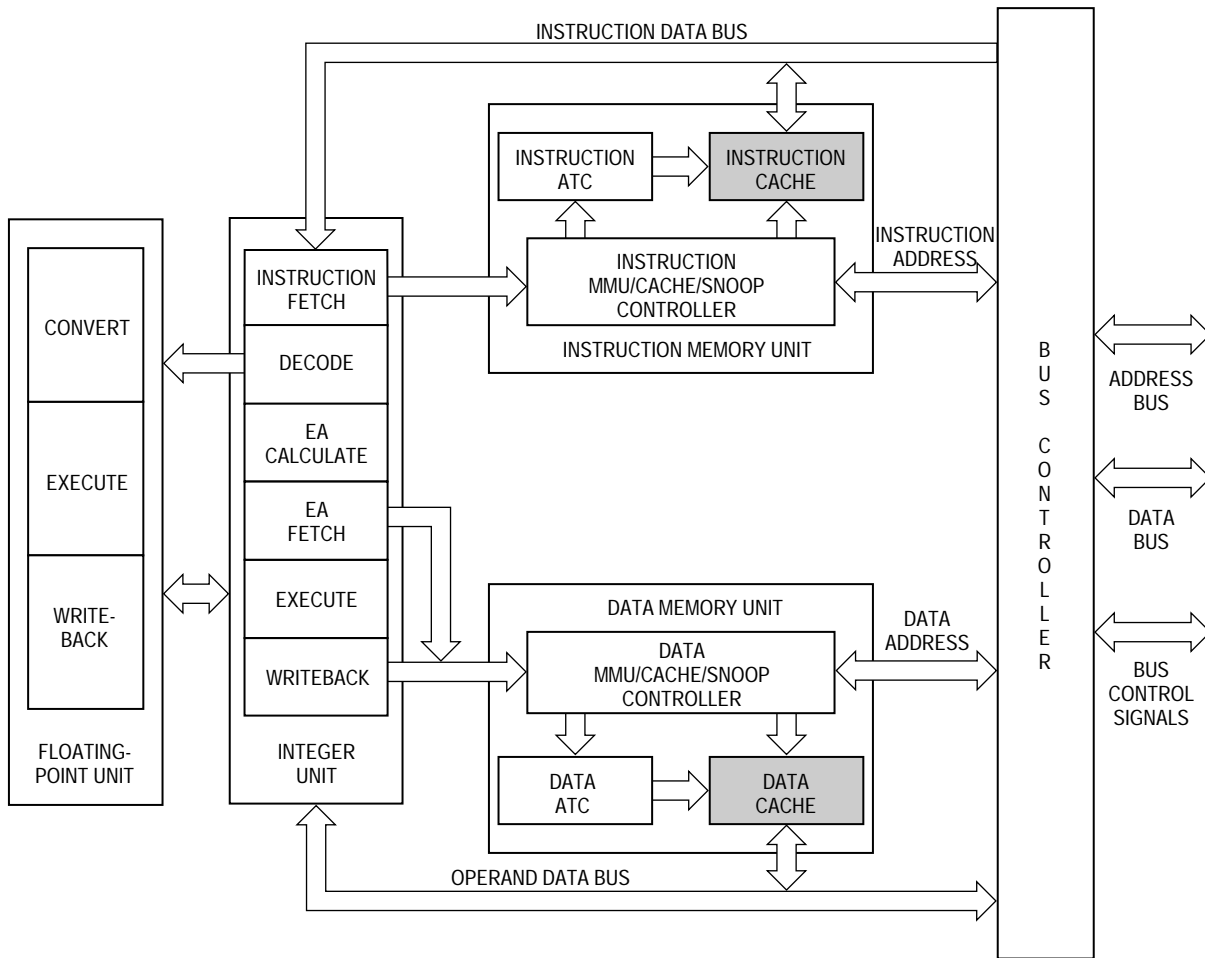 INSTRUCTION DATA BUS
INSTRUCTION
ATC
INSTRUCTION
CACHE
INSTRUCTION
MMU/CACHE/SNOOP
CONTROLLER
INSTRUCTION MEMORY UNIT
INSTRUCTION
ADDRESS
CONVERT
EXECUTE
WRITE-
BACK
FLOATING-
POINT UNIT
INSTRUCTION
FETCH
DECODE
EA
CALCULATE
EA
FETCH
EXECUTE
WRITEBACK
INTEGER
UNIT
DATA MEMORY UNIT
DATA
MMU/CACHE/SNOOP
CONTROLLER
DATA
ATC
DATA
CACHE
DATA
ADDRESS
OPERAND DATA BUS
BUS CONTROLLER
ADDRESS
BUS
DATA
BUS
BUS
CONTROL
SIGNALS